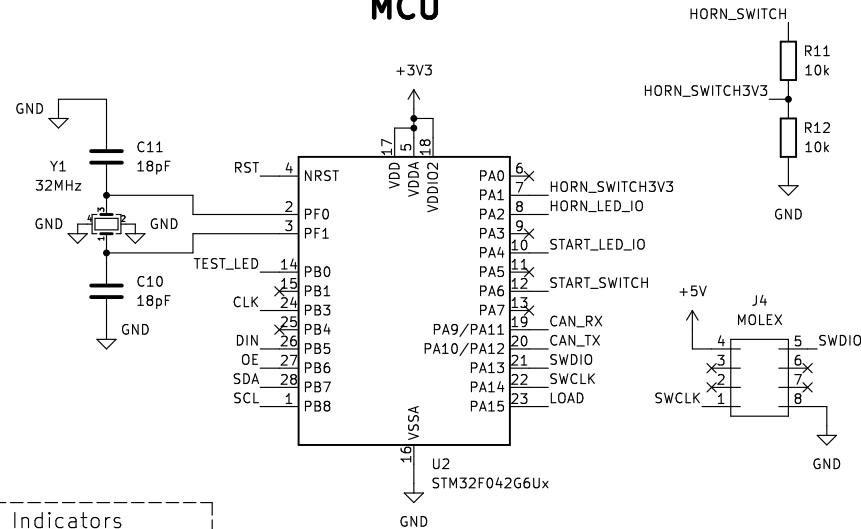 MCU
HORN_SWITCH
R11
10k
HORN_SWITCH3V3
R12
10k
GND
+3V3
GND
C11
18pF
Y1
32MHz
3
GND 4 2 GND
1
C10
18pF
GND
17 5 18
VDD VDDA VDDIO2
RST 4 NRST
2 PF0
3 PF1
TEST_LED 14 PB0
15 PB1
CLK 24 PB3
25 PB4
DIN 26 PB5
OE 27 PB6
SDA 28 PB7
SCL 1 PB8
PA0 6
PA1 7 HORN_SWITCH3V3
PA2 8 HORN_LED_IO
PA3 9
PA4 10 START_LED_IO
PA5 11
PA6 12 START_SWITCH
PA7 13
PA9/PA11 19 CAN_RX
PA10/PA12 20 CAN_TX
PA13 21 SWDIO
PA14 22 SWCLK
PA15 23 LOAD
VSSA
16
U2
STM32F042G6Ux
GND
+5V
J4
MOLEX
4 5 SWDIO
3 6
2 7
SWCLK 1 8
GND
Indicators